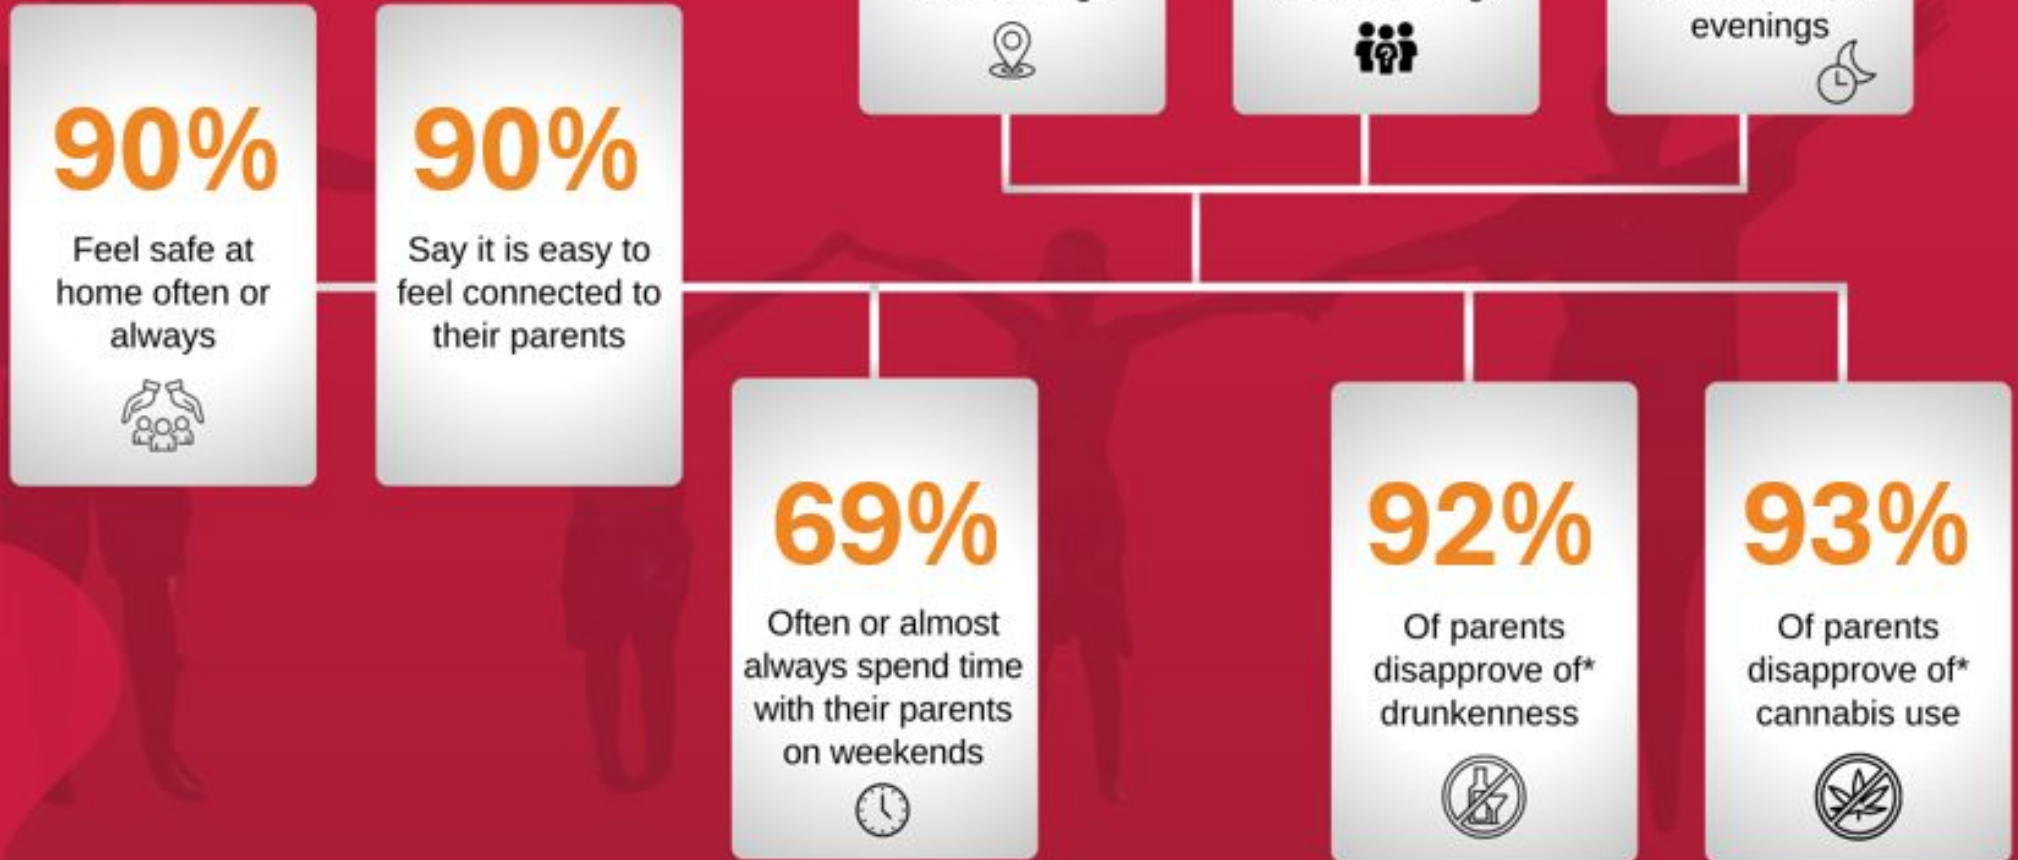 evenings
90%
Feel safe at
home often or
always
90%
Say it is easy to
feel connected to
their parents
69%
Often or almost
always spend time
with their parents
on weekends
92%
Of parents
disapprove of*
drunkenness
93%
Of parents
disapprove of*
cannabis use